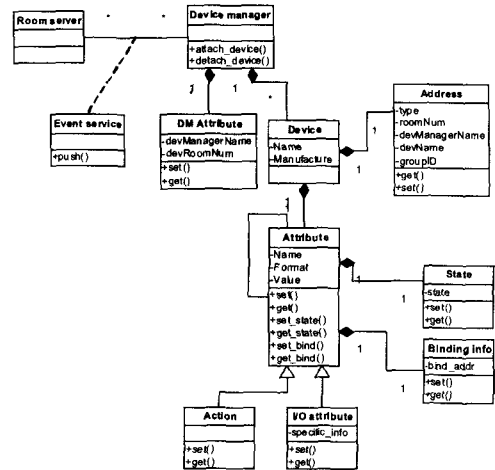 Room server
*
*
Device manager
+attach_device()
+detach_device()
1
1
*
Event service
+push()
DM Attribute
-devManagerName
-devRoomNum
+set()
+get()
Device
-Name
-Manufacture
1
1
Address
-type
-roomNum
-devManagerName
-devName
-groupID
+get()
+set()
1
Attribute
-Name
-Format
-Value
+set()
+get()
+set_state()
+get_state()
+set_bind()
+get_bind()
1
1
State
-state
+set()
+get()
1
1
Binding info
-bind_addr
+set()
+get()
Action
+set()
+get()
I/O attribute
-specific_info
+set()
+get()